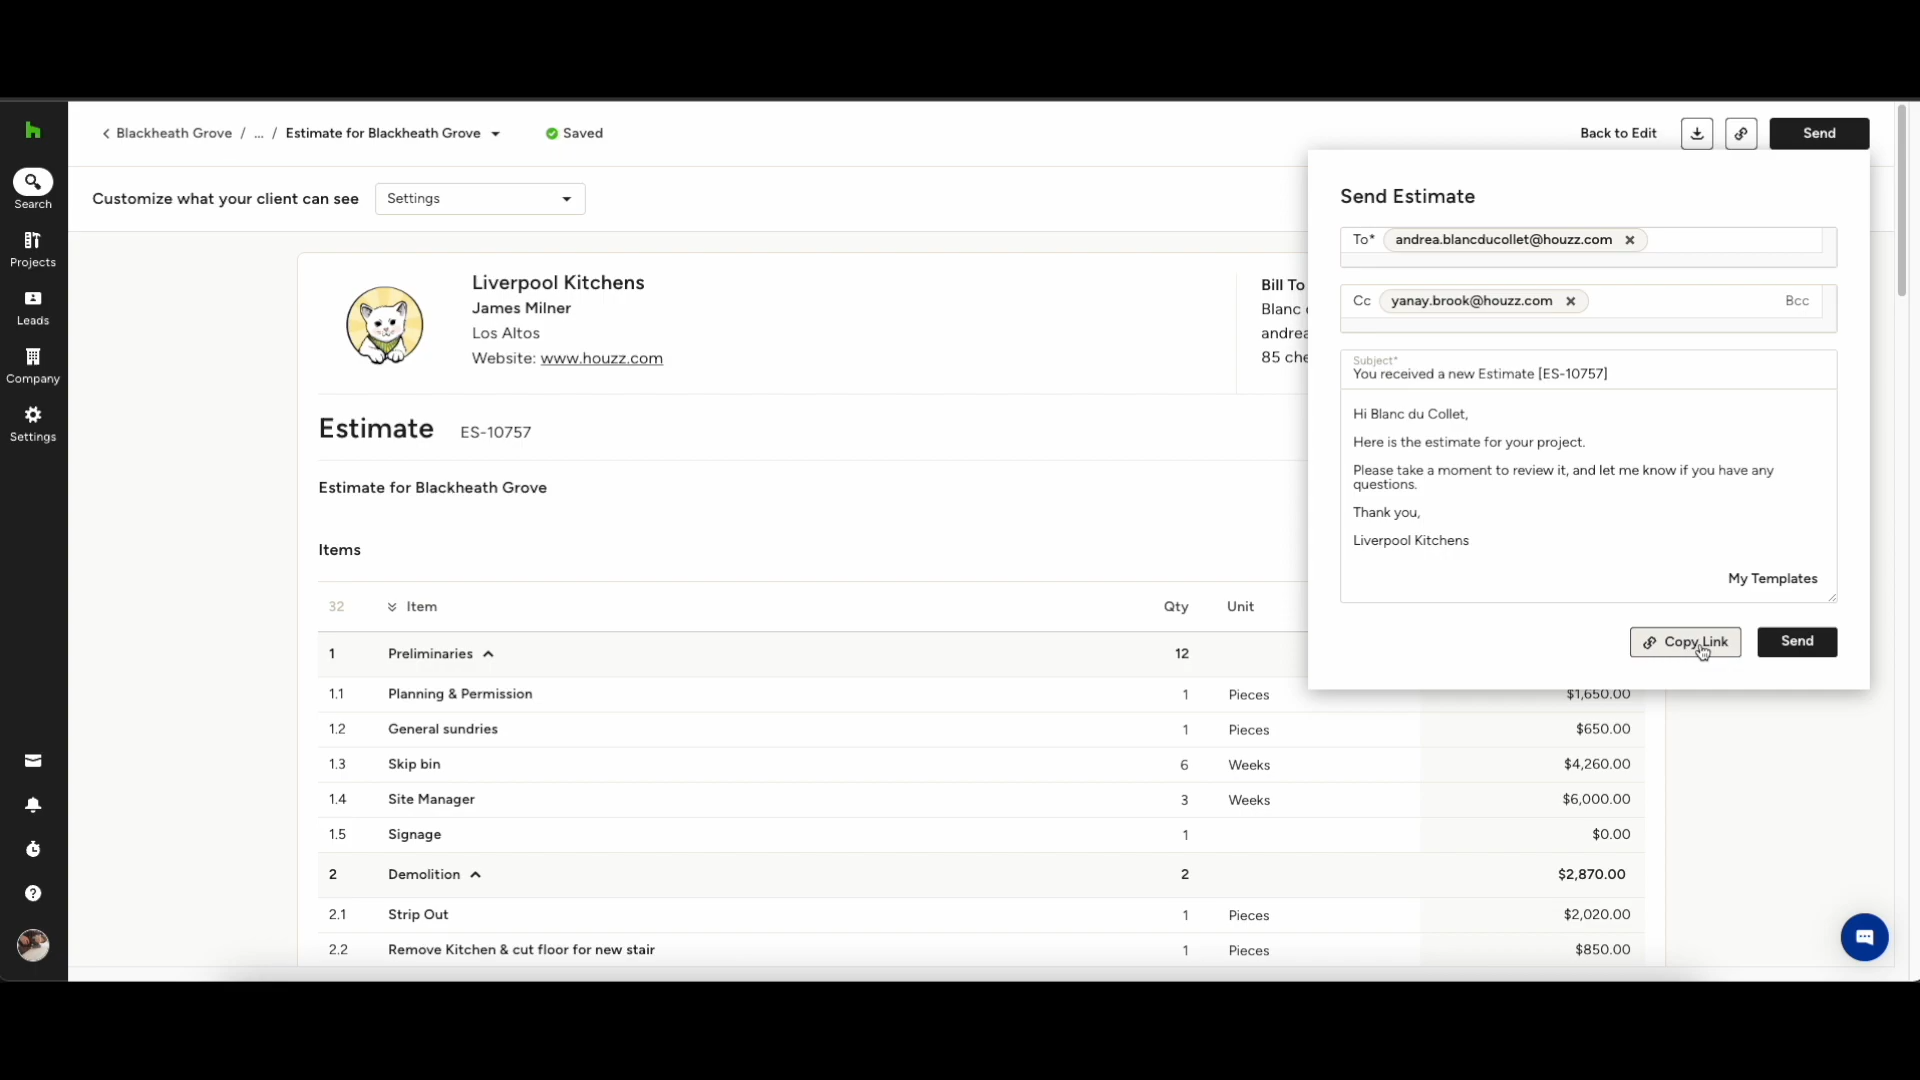 Blackheath Grove / ... / Estimate for Blackheath Grove
Saved
Back to Edit
Send
Search
Projects
Leads
Company
Settings
Customize what your client can see
Settings
Liverpool Kitchens
James Milner
Los Altos
Website: www.houzz.com
Bill To
Blanc
andrea
85 che
Estimate ES-10757
Estimate for Blackheath Grove
Items
32 Item Qty Unit
1 Preliminaries 12
1.1 Planning & Permission 1 Pieces $1,650.00
1.2 General sundries 1 Pieces $650.00
1.3 Skip bin 6 Weeks $4,260.00
1.4 Site Manager 3 Weeks $6,000.00
1.5 Signage 1 $0.00
2 Demolition 2 $2,870.00
2.1 Strip Out 1 Pieces $2,020.00
2.2 Remove Kitchen & cut floor for new stair 1 Pieces $850.00
Send Estimate
To* andrea.blancducollet@houzz.com
Cc yanay.brook@houzz.com Bcc
Subject*
You received a new Estimate [ES-10757]
Hi Blanc du Collet,
Here is the estimate for your project.
Please take a moment to review it, and let me know if you have any
questions.
Thank you,
Liverpool Kitchens
My Templates
Copy Link
Send